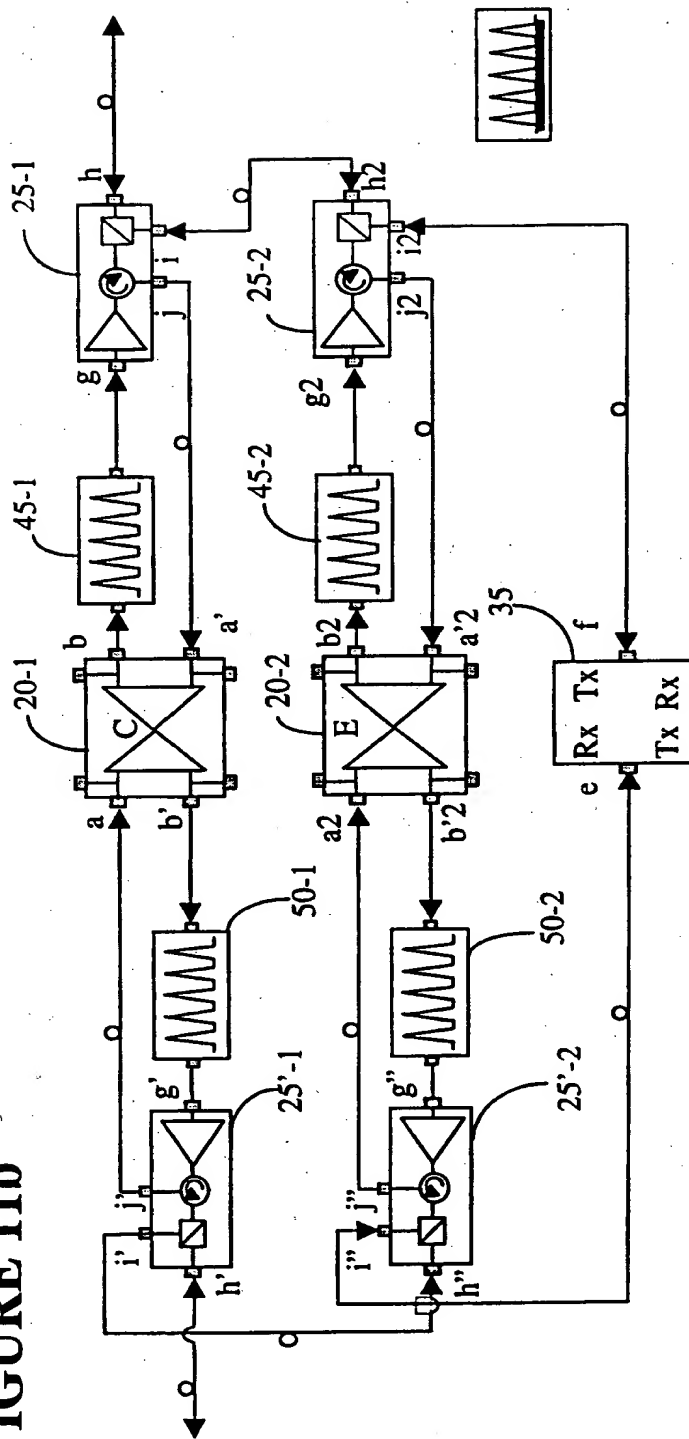 IGURE 11b
20-1
45-1
25-1
b
g
h
a
C
j'
i'
b'
g'
j
i
h'
a'
50-1
25'-1
20-2
45-2
25-2
b2
a2
E
h2
g2
g''
j''
i''
b'2
j2
i2
a'2
h''
50-2
25'-2
35
e
f
Rx Tx
Tx Rx